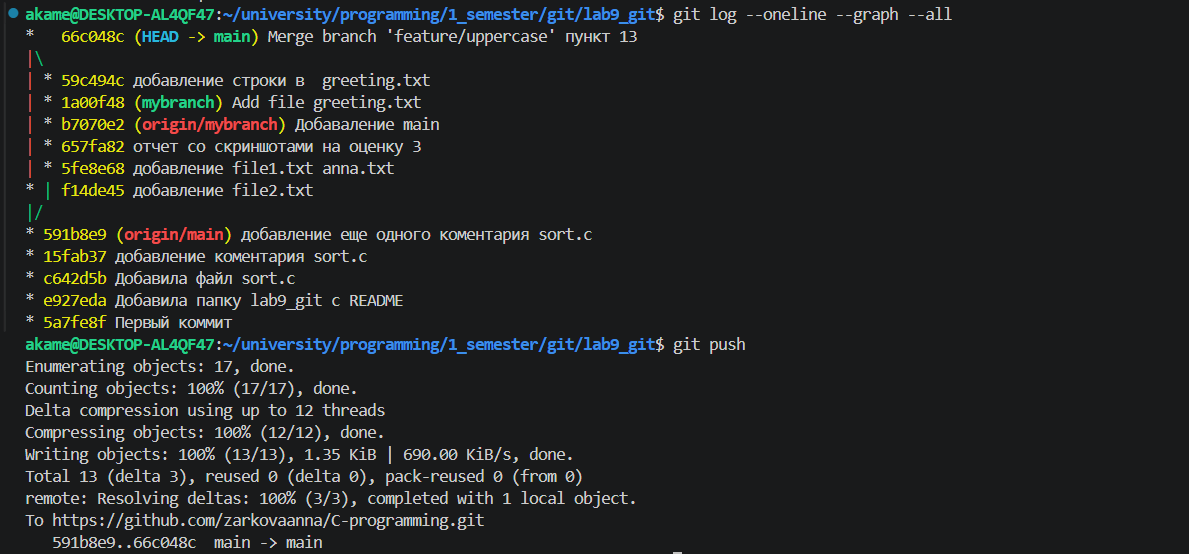 akame@DESKTOP-AL4QF47:~/university/programming/1_semester/git/lab9_git$ git log --oneline --graph --all
*   66c048c (HEAD -> main) Merge branch 'feature/uppercase' пункт 13
|\
| * 59c494c добавление строки в  greeting.txt
| * 1a00f48 (mybranch) Add file greeting.txt
| * b7070e2 (origin/mybranch) Добаваление main
| * 657fa82 отчет со скриншотами на оценку 3
| * 5fe8e68 добавление file1.txt anna.txt
* | f14de45 добавление file2.txt
|/
* 591b8e9 (origin/main) добавление еще одного коментария sort.c
* 15fab37 добавление коментария sort.c
* c642d5b Добавила файл sort.c
* e927eda Добавила папку lab9_git с README
* 5a7fe8f Первый коммит
akame@DESKTOP-AL4QF47:~/university/programming/1_semester/git/lab9_git$ git push
Enumerating objects: 17, done.
Counting objects: 100% (17/17), done.
Delta compression using up to 12 threads
Compressing objects: 100% (12/12), done.
Writing objects: 100% (13/13), 1.35 KiB | 690.00 KiB/s, done.
Total 13 (delta 3), reused 0 (delta 0), pack-reused 0 (from 0)
remote: Resolving deltas: 100% (3/3), completed with 1 local object.
To https://github.com/zarkovaanna/C-programming.git
   591b8e9..66c048c  main -> main